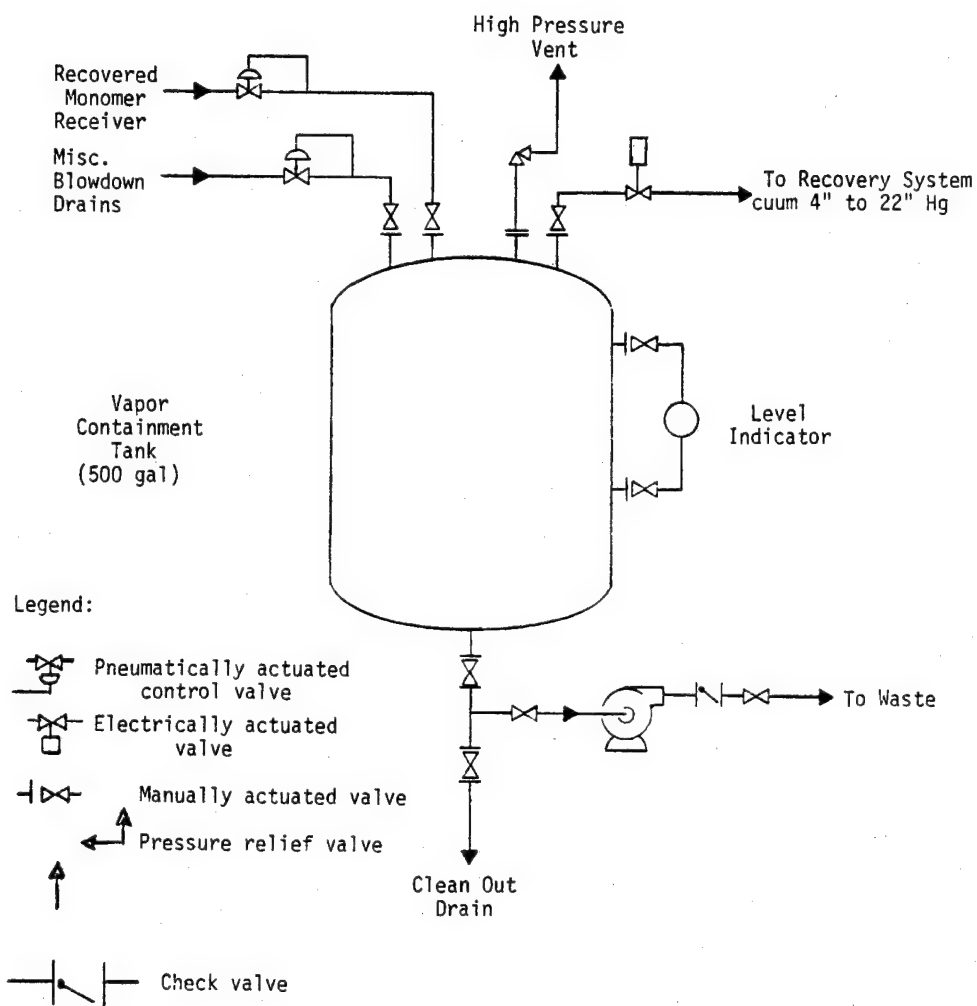 High Pressure
Vent
Recovered
Monomer
Receiver
Misc.
Blowdown
Drains
To Recovery System
cuum 4" to 22" Hg
Vapor
Containment
Tank
(500 gal)
Level
Indicator
Legend:
Pneumatically actuated
control valve
Electrically actuated
valve
Manually actuated valve
Pressure relief valve
Check valve
To Waste
Clean Out
Drain